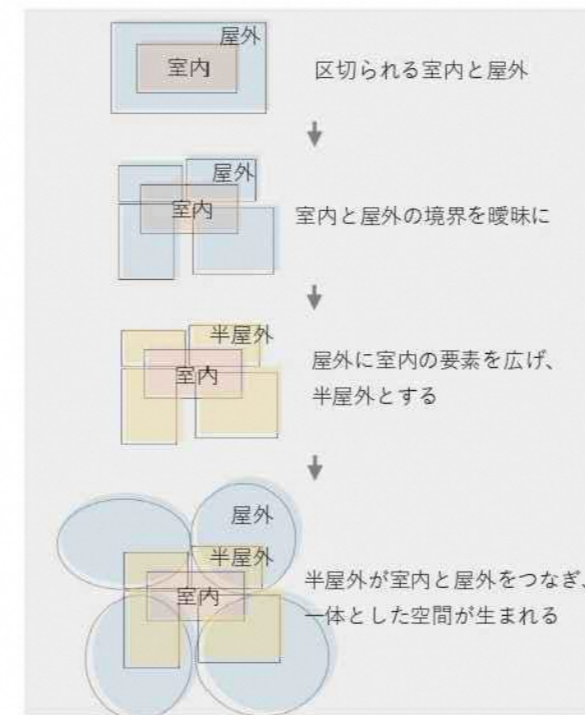 屋外
室内
区切られる室内と屋外
屋外
室内
室内と屋外の境界を曖昧に
半屋外
室内
屋外に室内の要素を広げ、
半屋外とする
屋外
半屋外
室内
半屋外が室内と屋外をつなぎ、
一体とした空間が生まれる